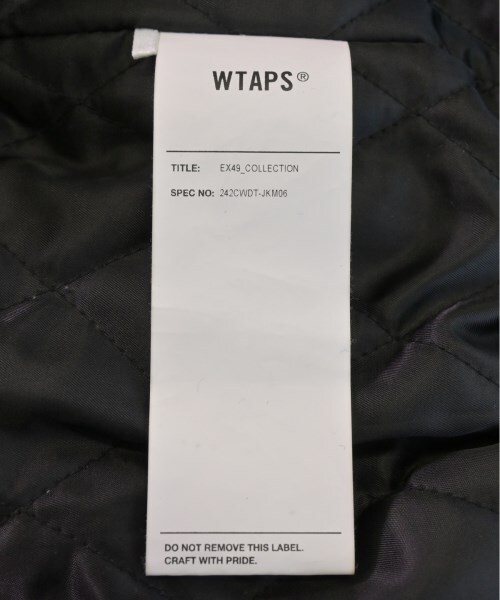 WTAPS®
TITLE: EX49_COLLECTION
SPEC NO: 242CWDT-JKM06
DO NOT REMOVE THIS LABEL.
CRAFT WITH PRIDE.